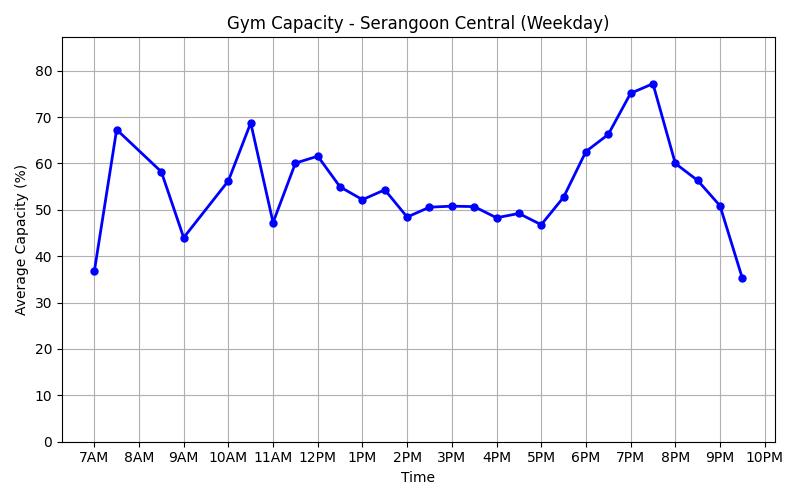 Gym Capacity - Serangoon Central (Weekday)
Average Capacity (%)
80
70
60
50
40
30
20
10
0
7AM 8AM 9AM 10AM 11AM 12PM 1PM 2PM 3PM 4PM 5PM 6PM 7PM 8PM 9PM 10PM
Time